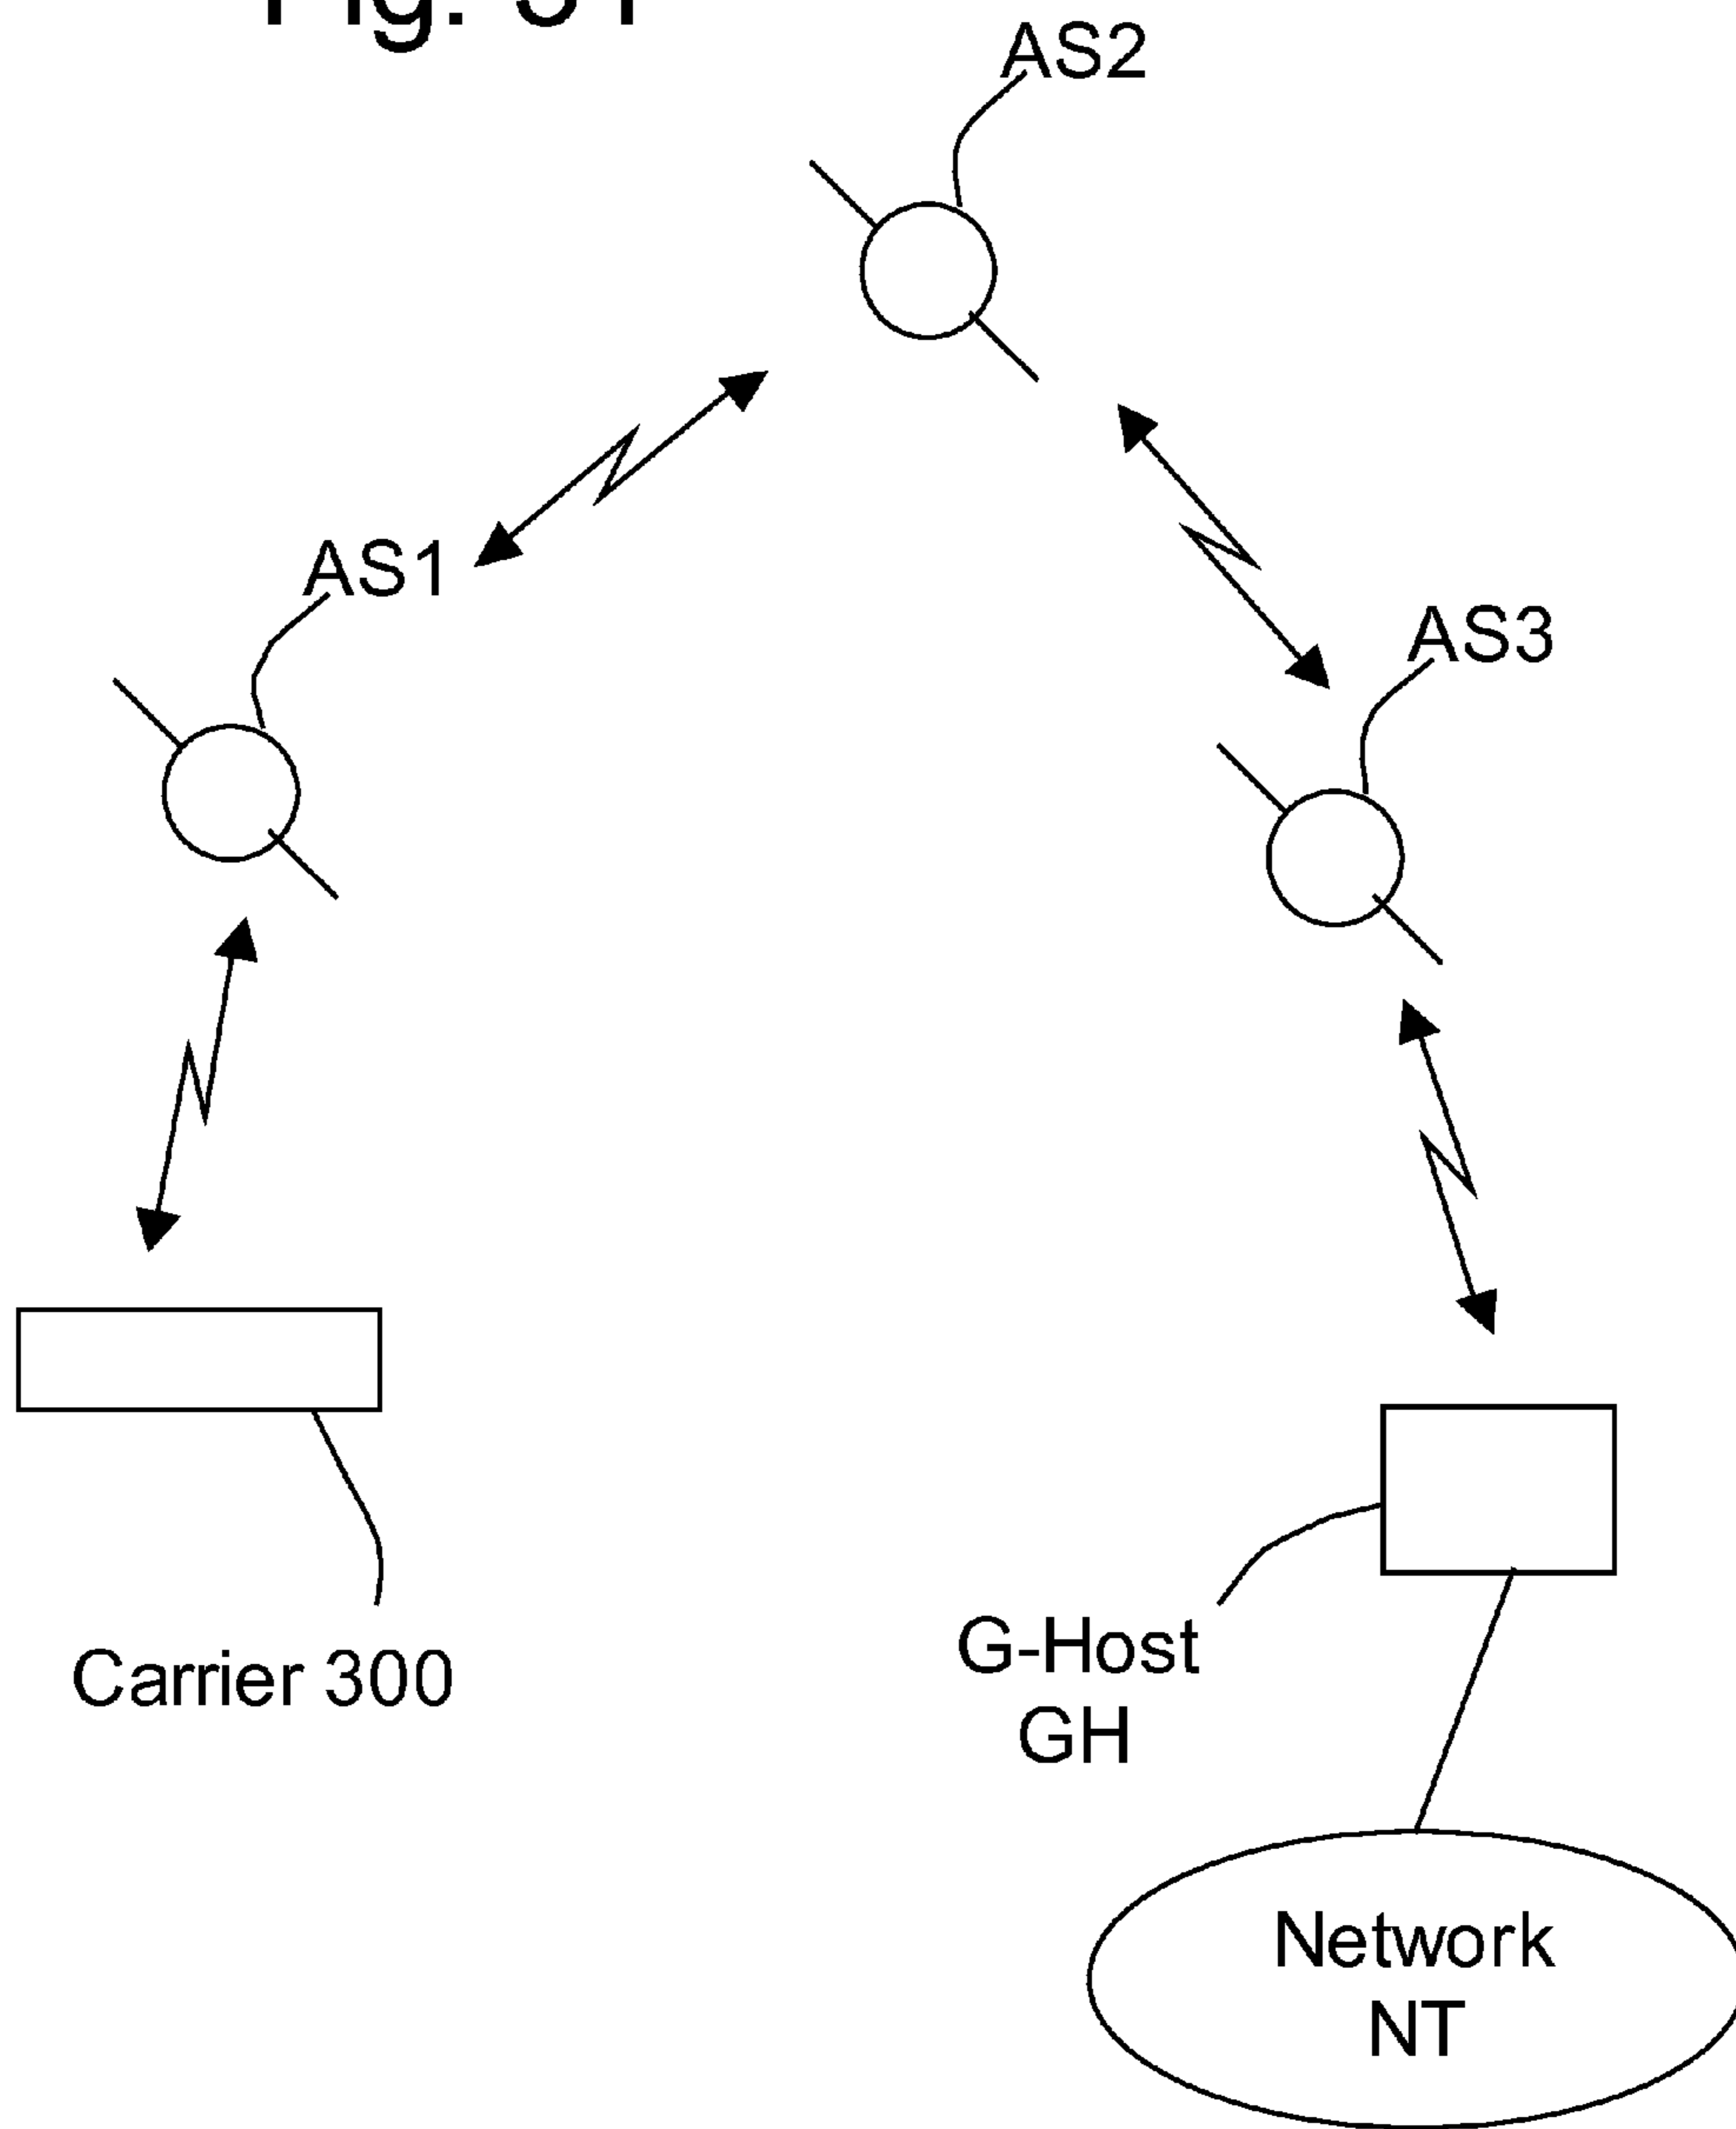 AS2
AS1
AS3
Carrier 300
G-Host
GH
Network
NT